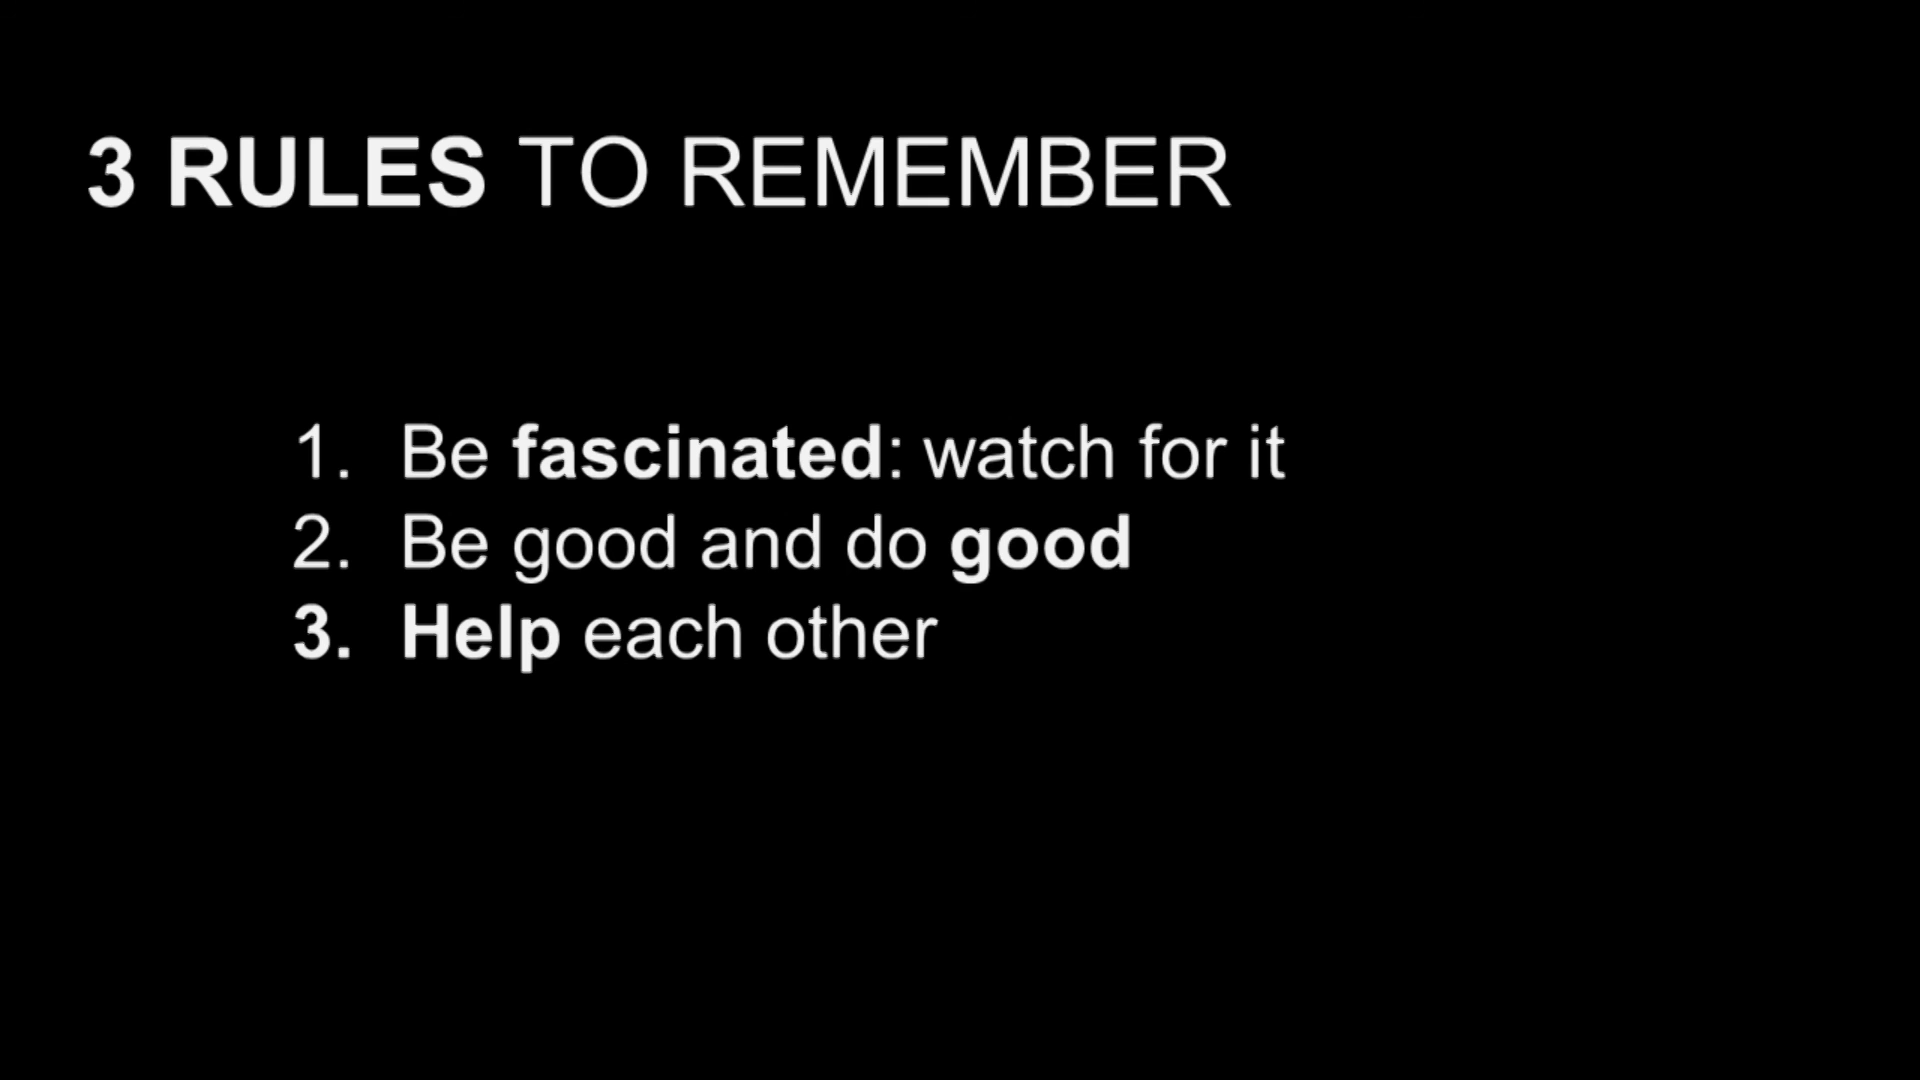 3 RULES TO REMEMBER
1. Be fascinated: watch for it
2. Be good and do good
3. Help each other